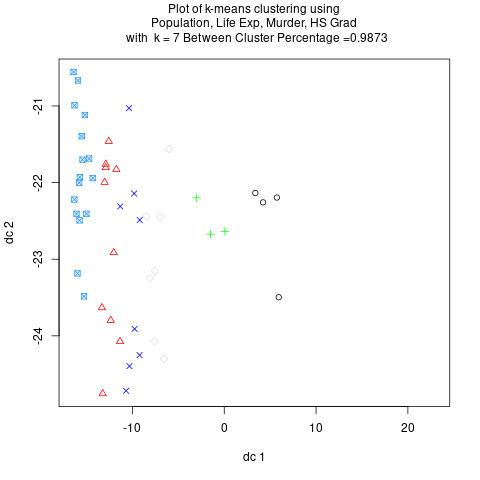 Plot of k-means clustering using
Population, Life Exp, Murder, HS Grad
with  k = 7 Between Cluster Percentage =0.9873
-21
-22
-23
-24
dc 2
-10
0
10
20
dc 1